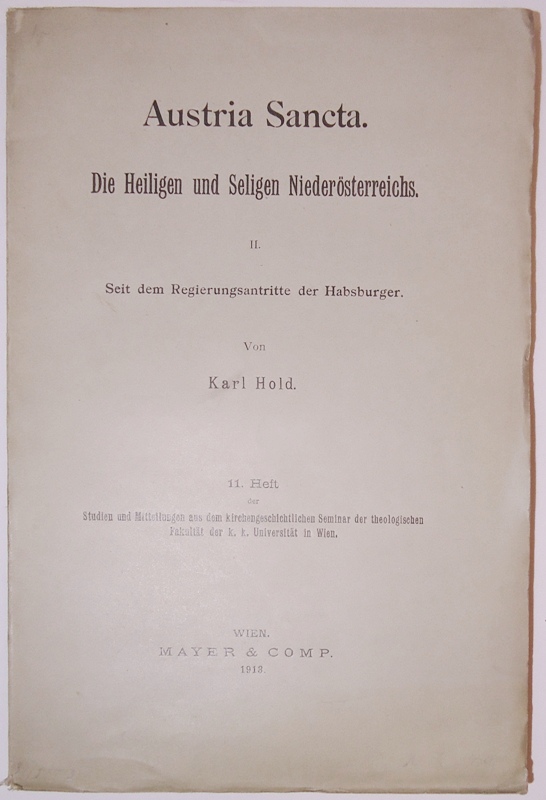 Austria Sancta.
Die Heiligen und Seligen Niederösterreichs.
II.
Seit dem Regierungsantritte der Habsburger.
Von
Karl Hold.
11. Heft
der
Studien und Mitteilungen aus dem kirchengeschichtlichen Seminar der theologischen
Fakultät der k. k. Universität in Wien.
WIEN.
MAYER & COMP.
1913.